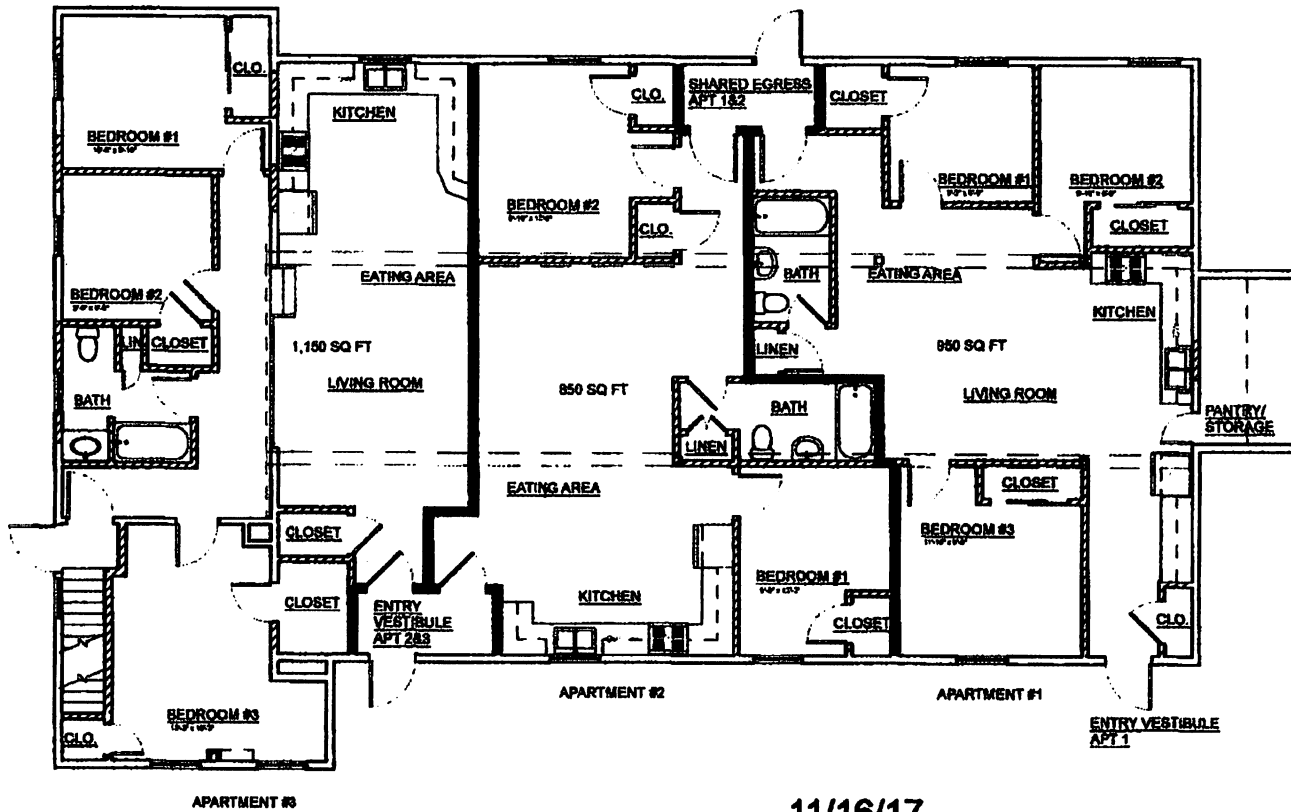 CLO.
KITCHEN
BEDROOM #1
BEDROOM #2
CLOSET
LIN
BATH
EATING AREA
1,150 SQ FT
LIVING ROOM
CLOSET
CLOSET
BEDROOM #3
CLO.
APARTMENT #3
ENTRY
VESTIBULE
APT 2&3
CLO.
SHARED EGRESS
APT 1&2
BEDROOM #2
CLO.
850 SQ FT
BATH
LINEN
EATING AREA
KITCHEN
BEDROOM #1
CLOSET
APARTMENT #2
CLOSET
BEDROOM #1
BEDROOM #2
CLOSET
BATH
EATING AREA
KITCHEN
LINEN
950 SQ FT
LIVING ROOM
PANTRY/
STORAGE
CLOSET
BEDROOM #3
CLO.
APARTMENT #1
ENTRY VESTIBULE
APT 1
11/16/17